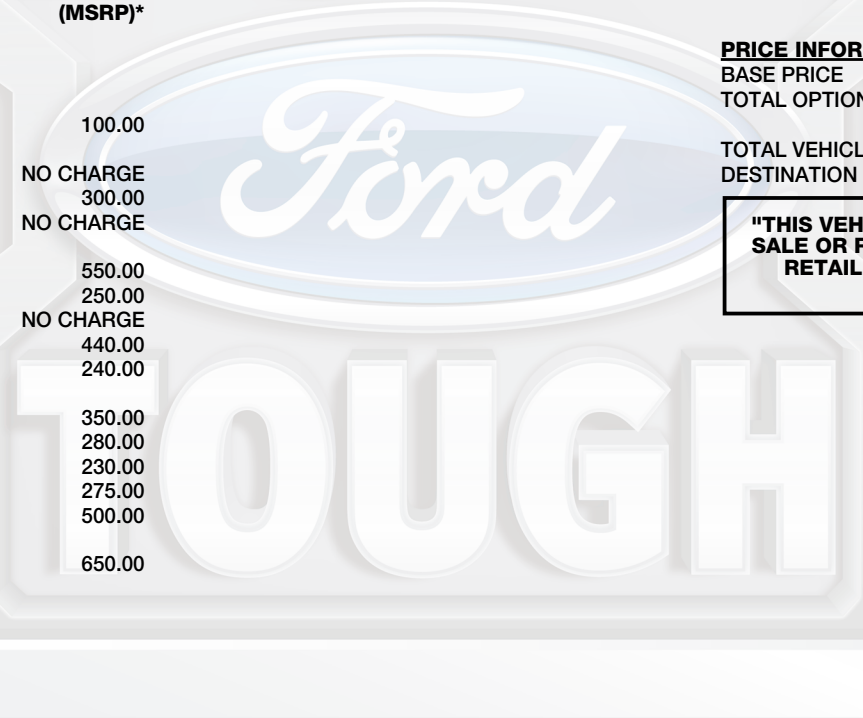 (MSRP)*
100.00
NO CHARGE
300.00
NO CHARGE
550.00
250.00
NO CHARGE
440.00
240.00
350.00
280.00
230.00
275.00
500.00
650.00
PRICE INFOR
BASE PRICE
TOTAL OPTION
TOTAL VEHICL
DESTINATION
"THIS VEH
SALE OR F
RETAIL
Ford
TOUGH